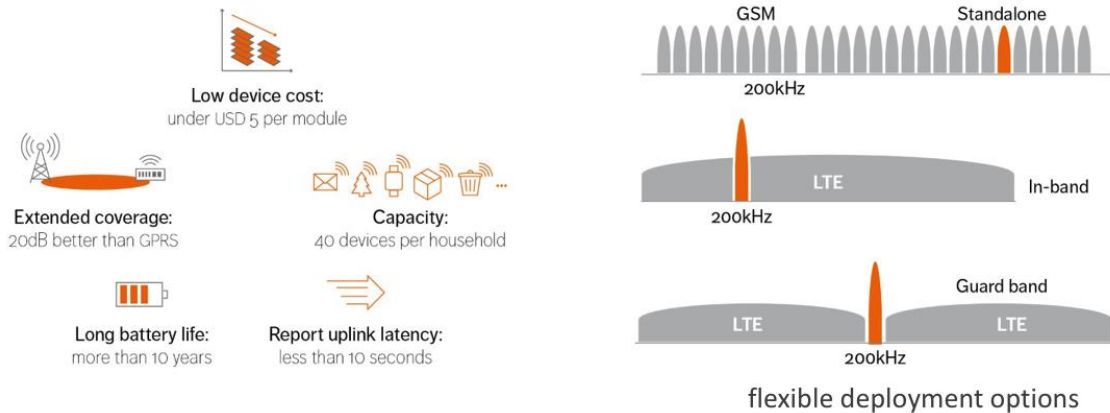 Low device cost:
under USD 5 per module
Extended coverage:
20dB better than GPRS
Capacity:
40 devices per household
...
Long battery life:
more than 10 years
Report uplink latency:
less than 10 seconds
GSM
Standalone
200kHz
LTE
In-band
200kHz
Guard band
LTE
LTE
200kHz
flexible deployment options